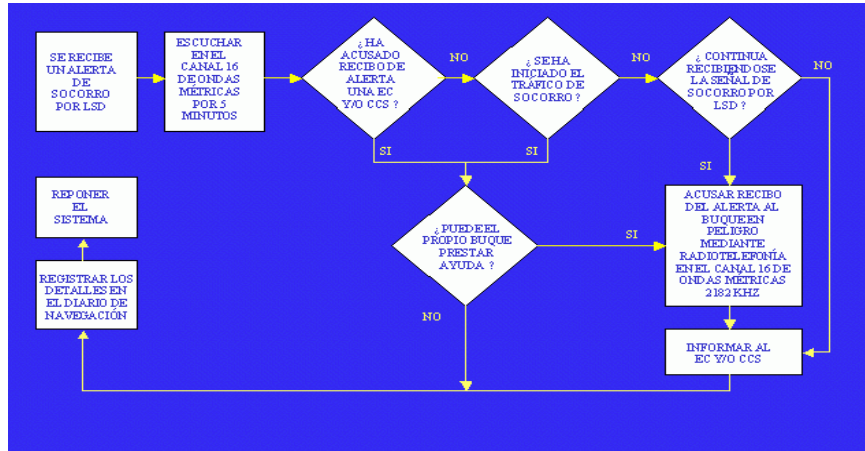 SE RECIBE
UN ALERTA
DE
SOCORRO
POR LSD
ESCUCHAR
EN EL
CANAL 16
DE ONDAS
MÉTRICAS
POR 5
MINUTOS
¿ HA
ACUSADO
RECIBO DE
ALERTA
UNA EC
Y/O CCS ?
NO
¿ SE HA
INICIADO EL
TRÁFICO DE
SOCORRO ?
NO
¿ CONTINUA
RECIBIÉNDOSE
LA SEÑAL DE
SOCORRO POR
LSD ?
NO
SI
SI
SI
REPONER
EL
SISTEMA
¿ PUEDE EL
PROPIO BUQUE
PRESTAR
AYUDA ?
SI
ACUSAR RECIBO
DEL ALERTA AL
BUQUE EN
PELIGRO
MEDIANTE
RADIOTELEFONÍA
EN EL CANAL 16 DE
ONDAS MÉTRICAS
2182 KHZ
REGISTRAR LOS
DETALLES EN
EL DIARIO DE
NAVEGACIÓN
NO
INFORMAR AL
EC Y/O CCS